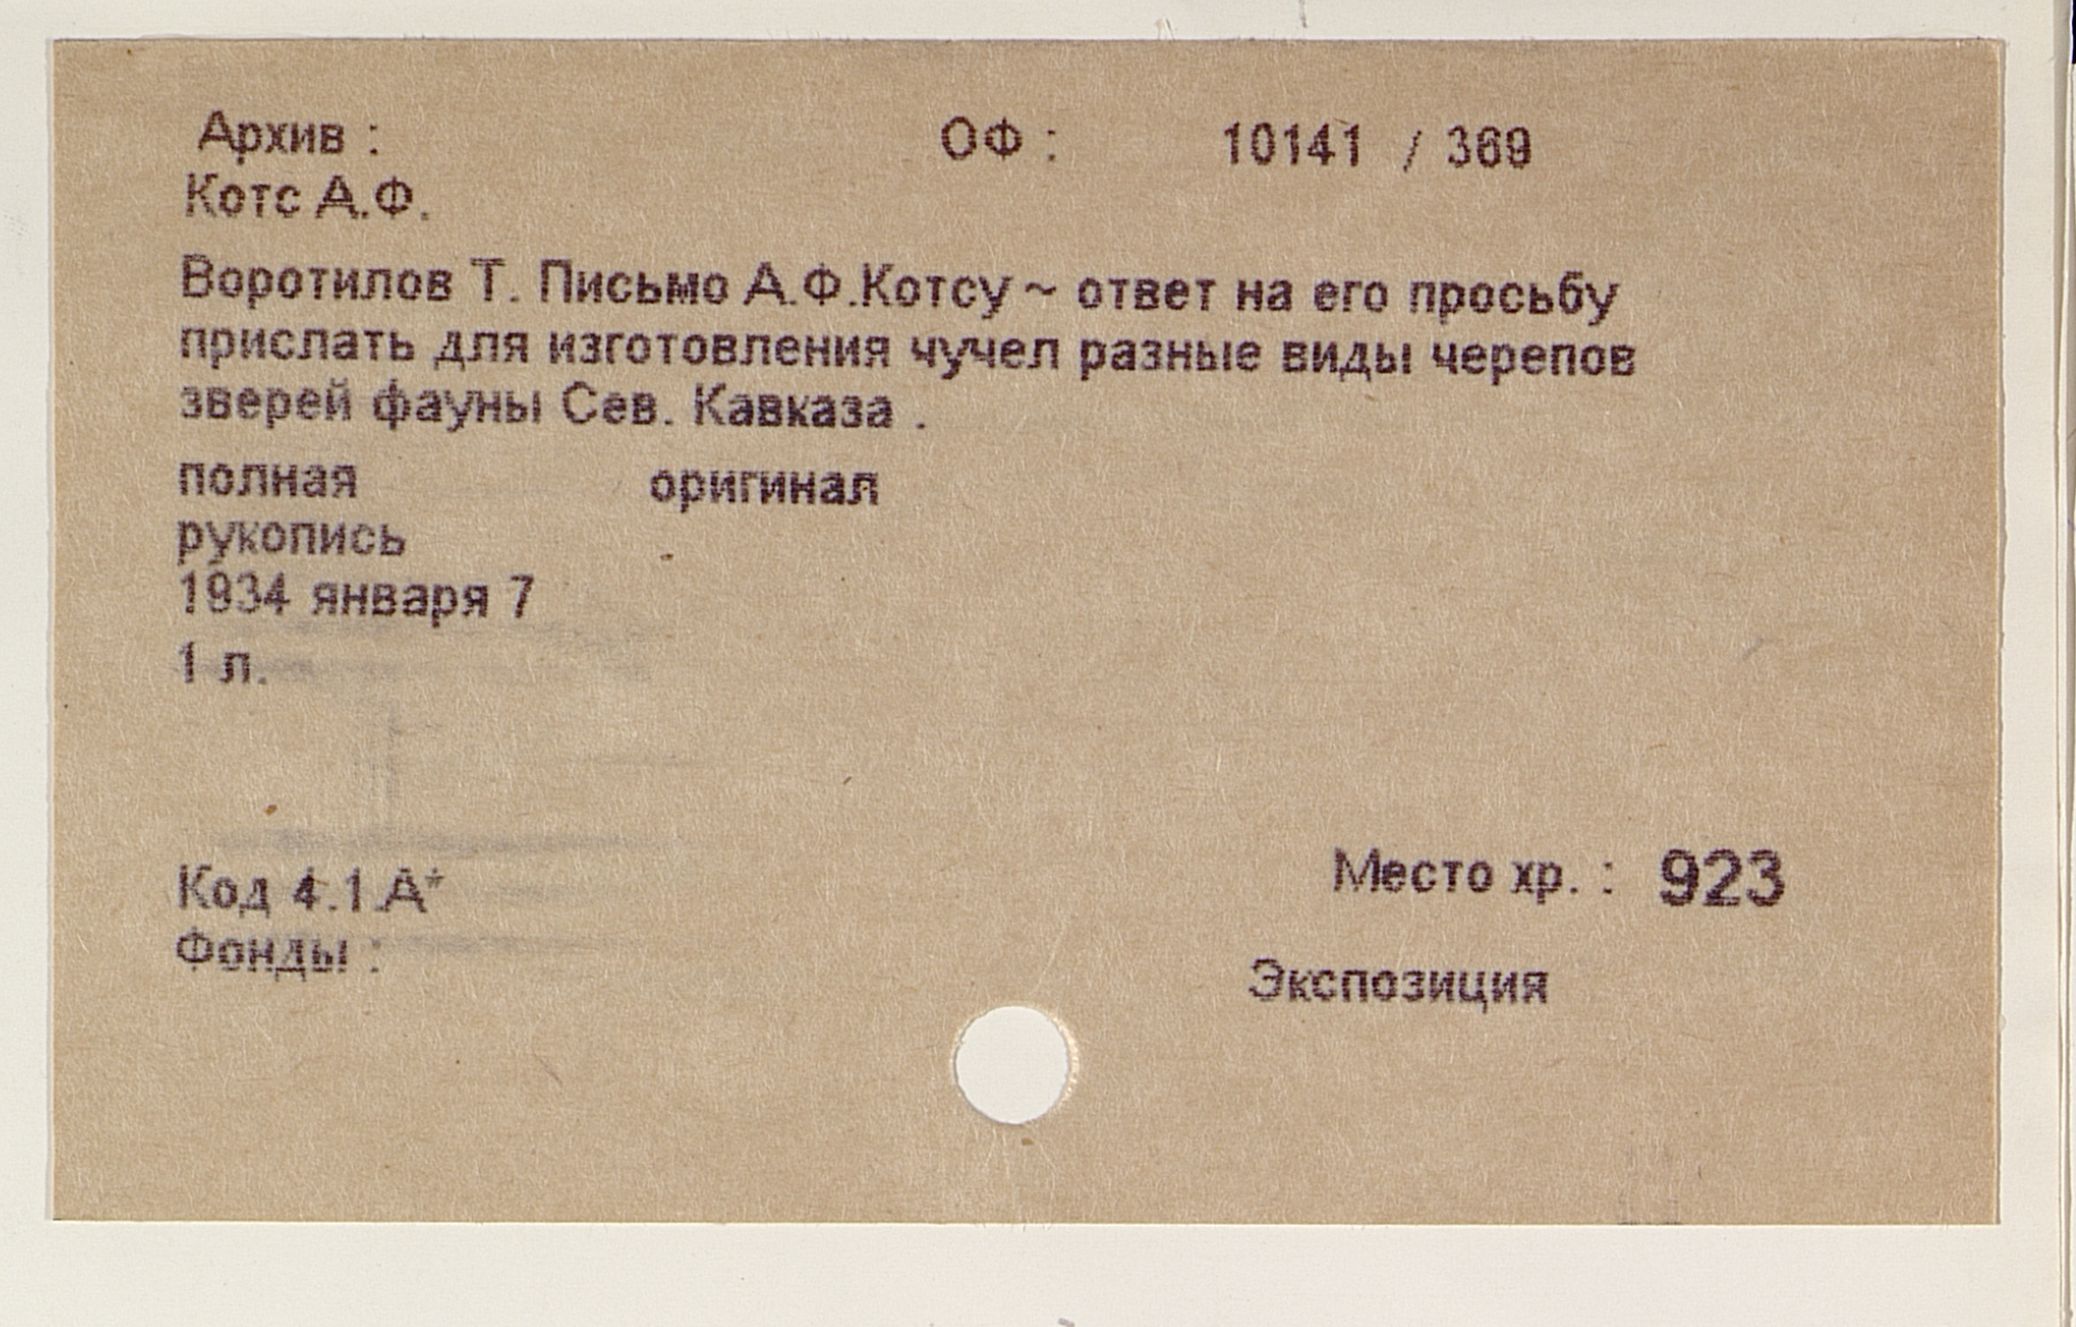 Архив : ОФ : 10141 / 369
Котс А.Ф.
Воротилов Т. Письмо А.Ф.Котсу ~ ответ на его просьбу
прислать для изготовления чучел разные виды черепов
зверей фауны Сев. Кавказа .
полная оригинал
рукопись
1934 января 7
1 л.
Код 4.1.А* Место хр. : 923
Фонды :
Экспозиция